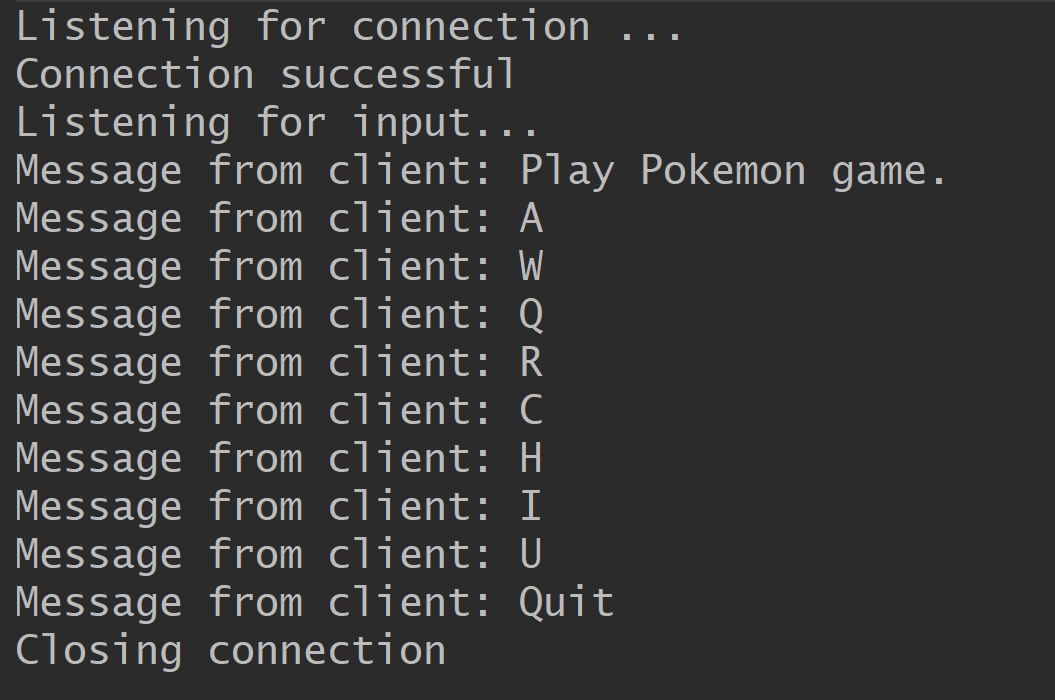 Listening for connection ...
Connection successful
Listening for input...
Message from client: Play Pokemon game.
Message from client: A
Message from client: W
Message from client: Q
Message from client: R
Message from client: C
Message from client: H
Message from client: I
Message from client: U
Message from client: Quit
Closing connection